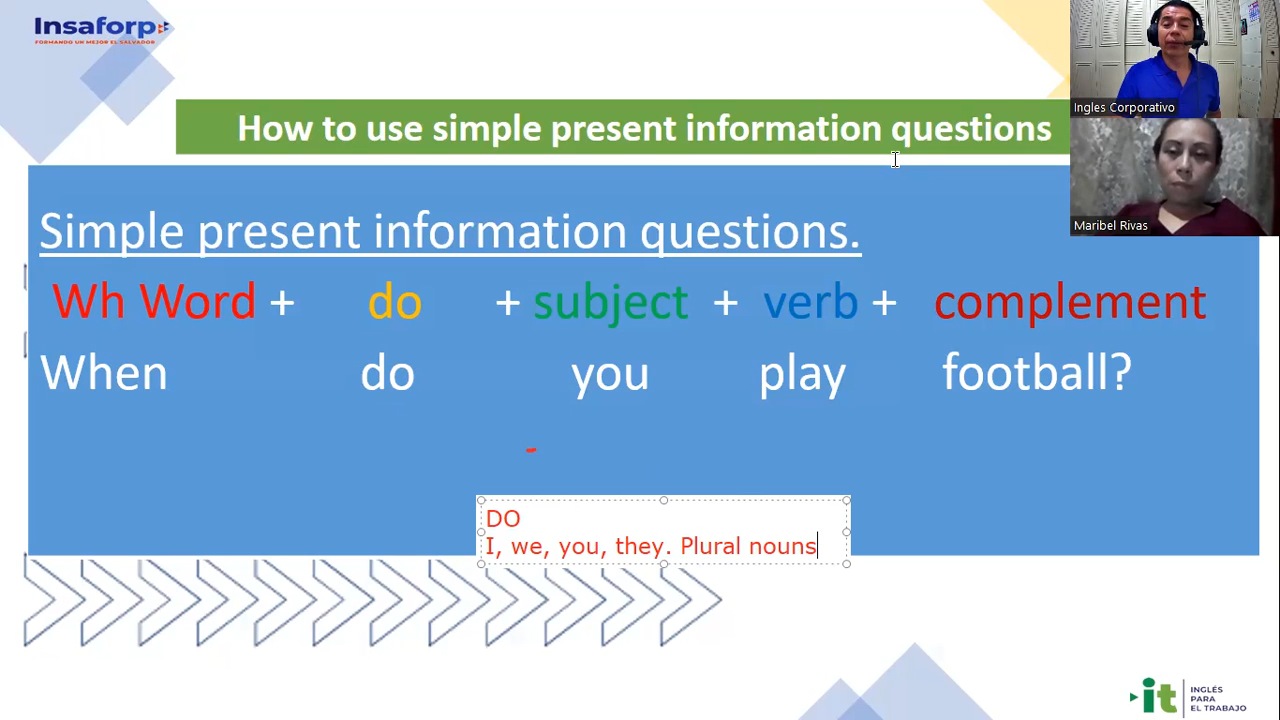 Insaforp
FORMANDO UN MEJOR EL SALVADOR
How to use simple present information questions
Ingles Corporativo
Maribel Rivas
Simple present information questions.
Wh Word + do + subject + verb + complement
When do you play football?
DO
I, we, you, they. Plural nouns
it
INGLÉS
PARA
EL TRABAJO